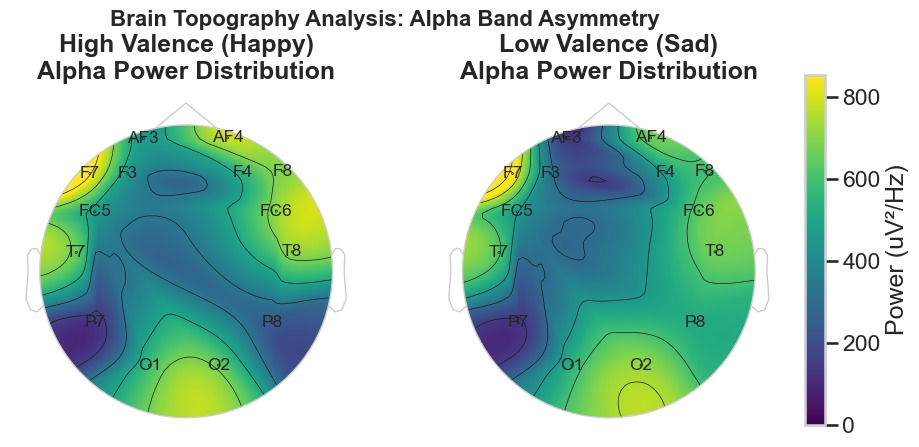 Brain Topography Analysis: Alpha Band Asymmetry
High Valence (Happy)
Alpha Power Distribution
Low Valence (Sad)
Alpha Power Distribution
AF3 AF4
F7 F3 F4 F8
FC5 FC6
T7 T8
P7 P8
O1 O2
AF3 AF4
F7 F3 F4 F8
FC5 FC6
T7 T8
P7 P8
O1 O2
800
600
400
200
0
Power (uV²/Hz)